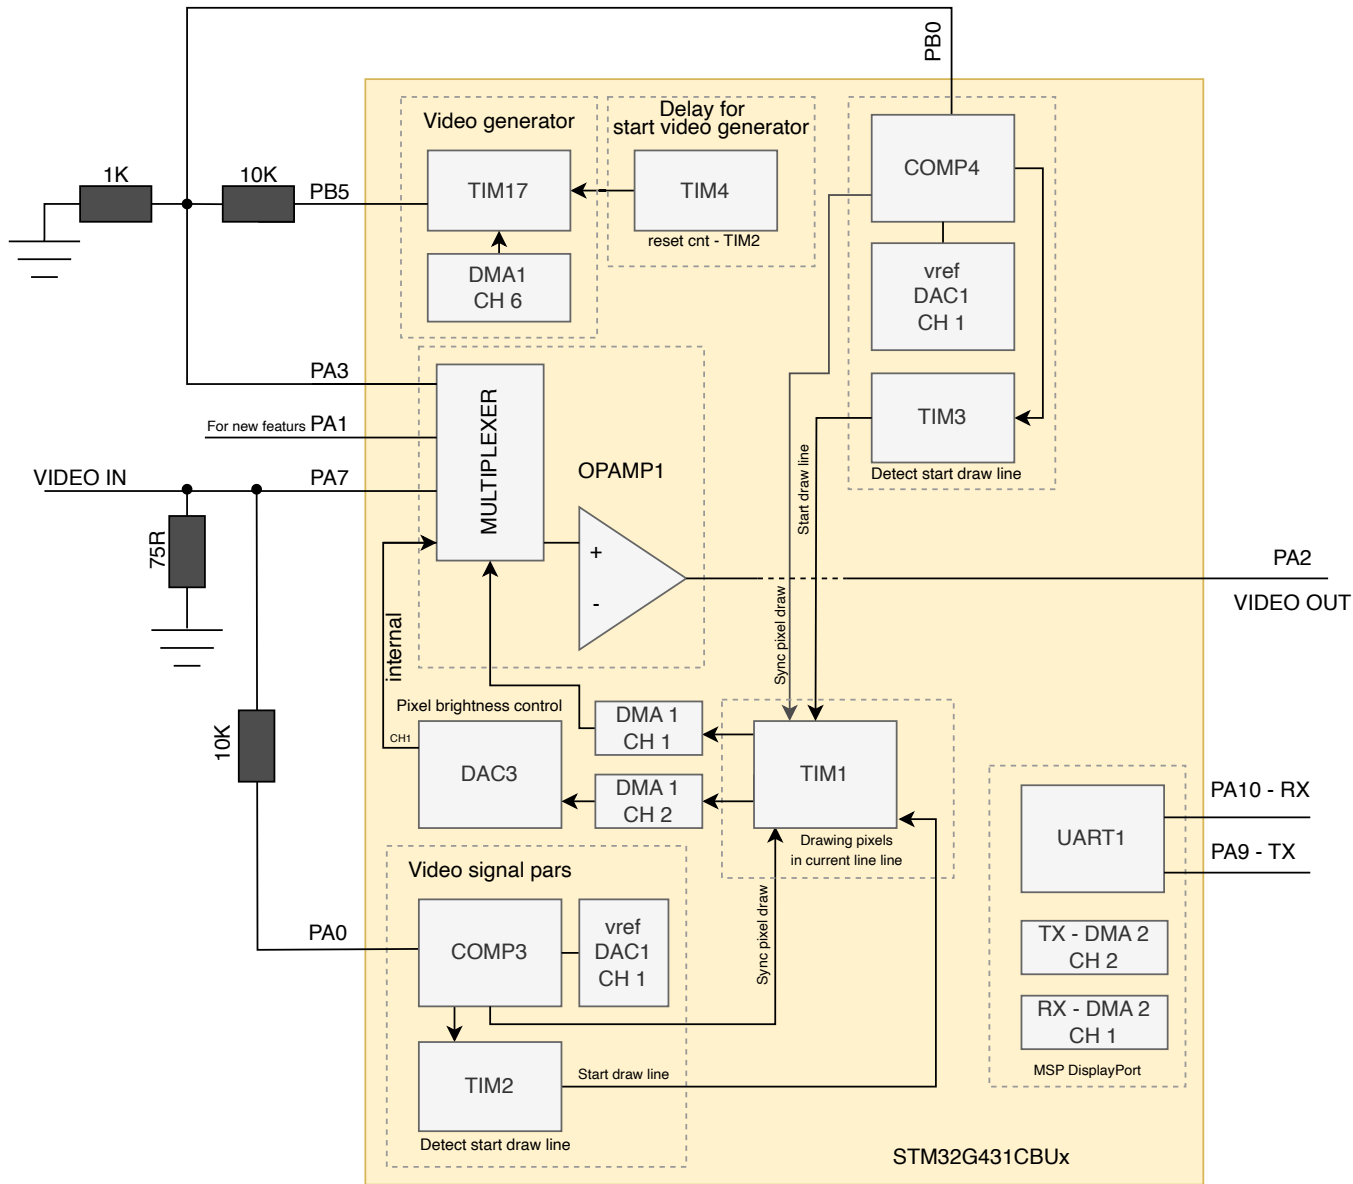 PB0
Video generator
Delay for
start video generator
1K
10K
PB5
TIM17
TIM4
reset cnt - TIM2
DMA1
CH 6
COMP4
vref
DAC1
CH 1
TIM3
Detect start draw line
PA3
For new featurs PA1
VIDEO IN
PA7
MULTIPLEXER
OPAMP1
+
-
75R
internal
Start draw line
Sync pixel draw
PA2
VIDEO OUT
Pixel brightness control
CH1
DAC3
DMA 1
CH 1
DMA 1
CH 2
TIM1
Drawing pixels
in current line line
10K
UART1
PA10 - RX
PA9 - TX
TX - DMA 2
CH 2
RX - DMA 2
CH 1
MSP DisplayPort
Video signal pars
PA0
COMP3
vref
DAC1
CH 1
Sync pixel draw
TIM2
Start draw line
Detect start draw line
STM32G431CBUx